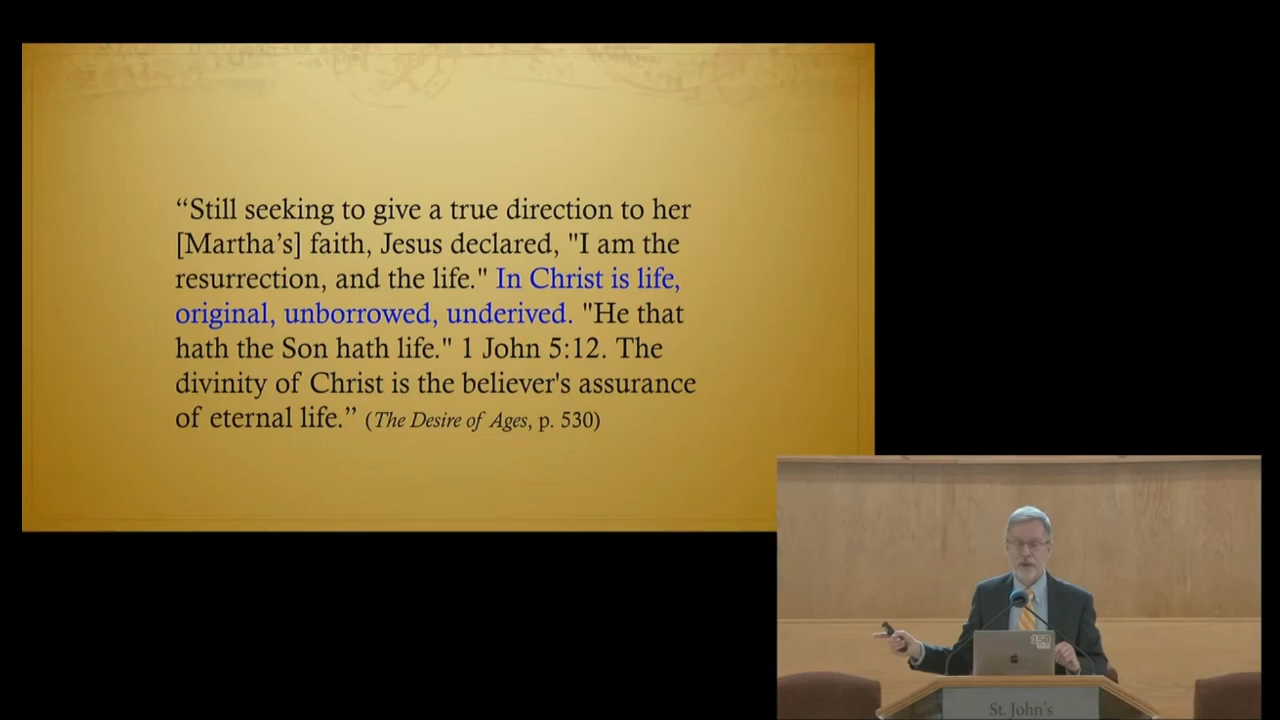 “Still seeking to give a true direction to her
[Martha’s] faith, Jesus declared, "I am the
resurrection, and the life." In Christ is life,
original, unborrowed, underived. "He that
hath the Son hath life." 1 John 5:12. The
divinity of Christ is the believer's assurance
of eternal life.” (The Desire of Ages, p. 530)
150
St. John's